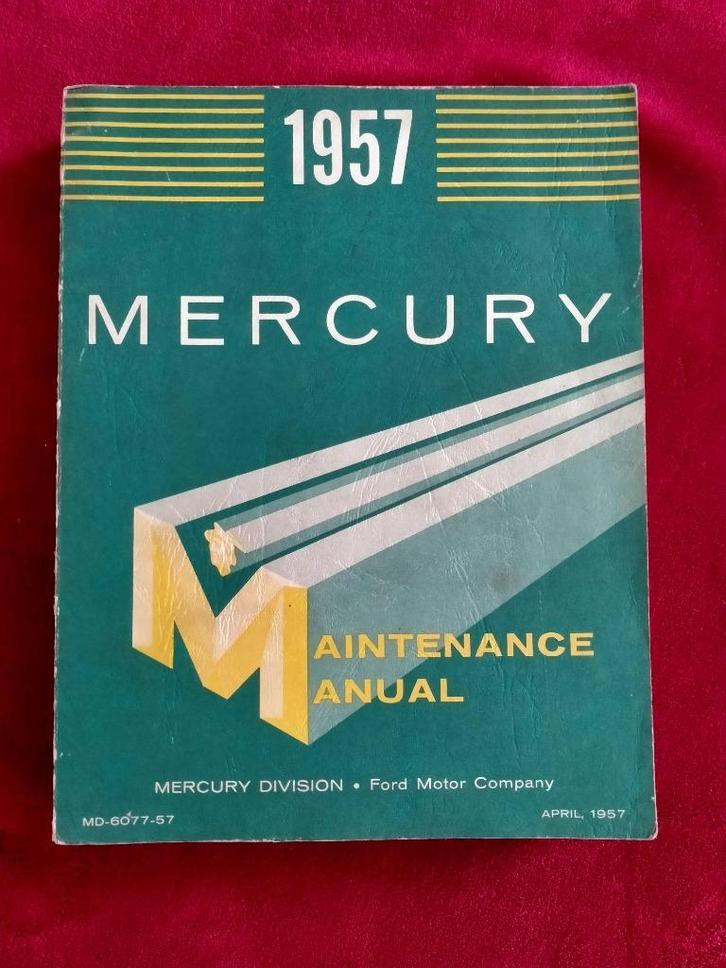 1957
MERCURY
MAINTENANCE
MANUAL
MERCURY DIVISION • Ford Motor Company
MD-6077-57
APRIL, 1957